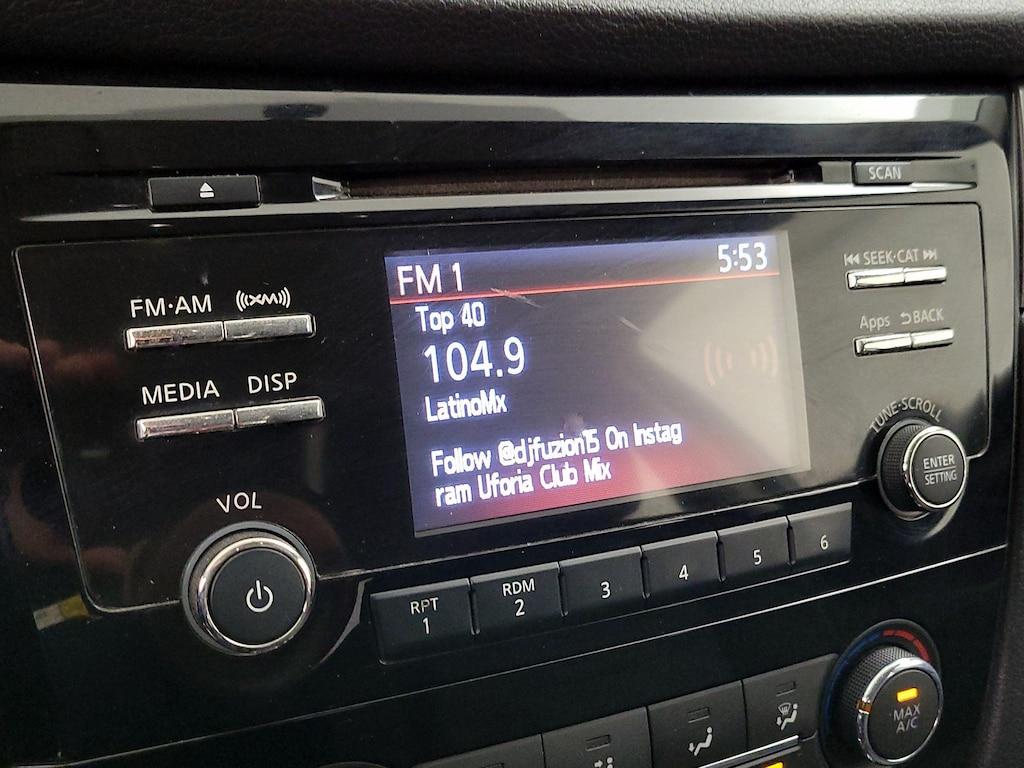 SCAN
SEEK·CAT
FM·AM
((XM))
Apps
BACK
MEDIA
DISP
FM 1
5:53
Top 40
104.9
LatinoMx
Follow @djfuzion15 On Instag
ram Uforia Club Mix
TUNE·SCROLL
ENTER
SETTING
VOL
RPT
1
RDM
2
3
4
5
6
MAX
A/C